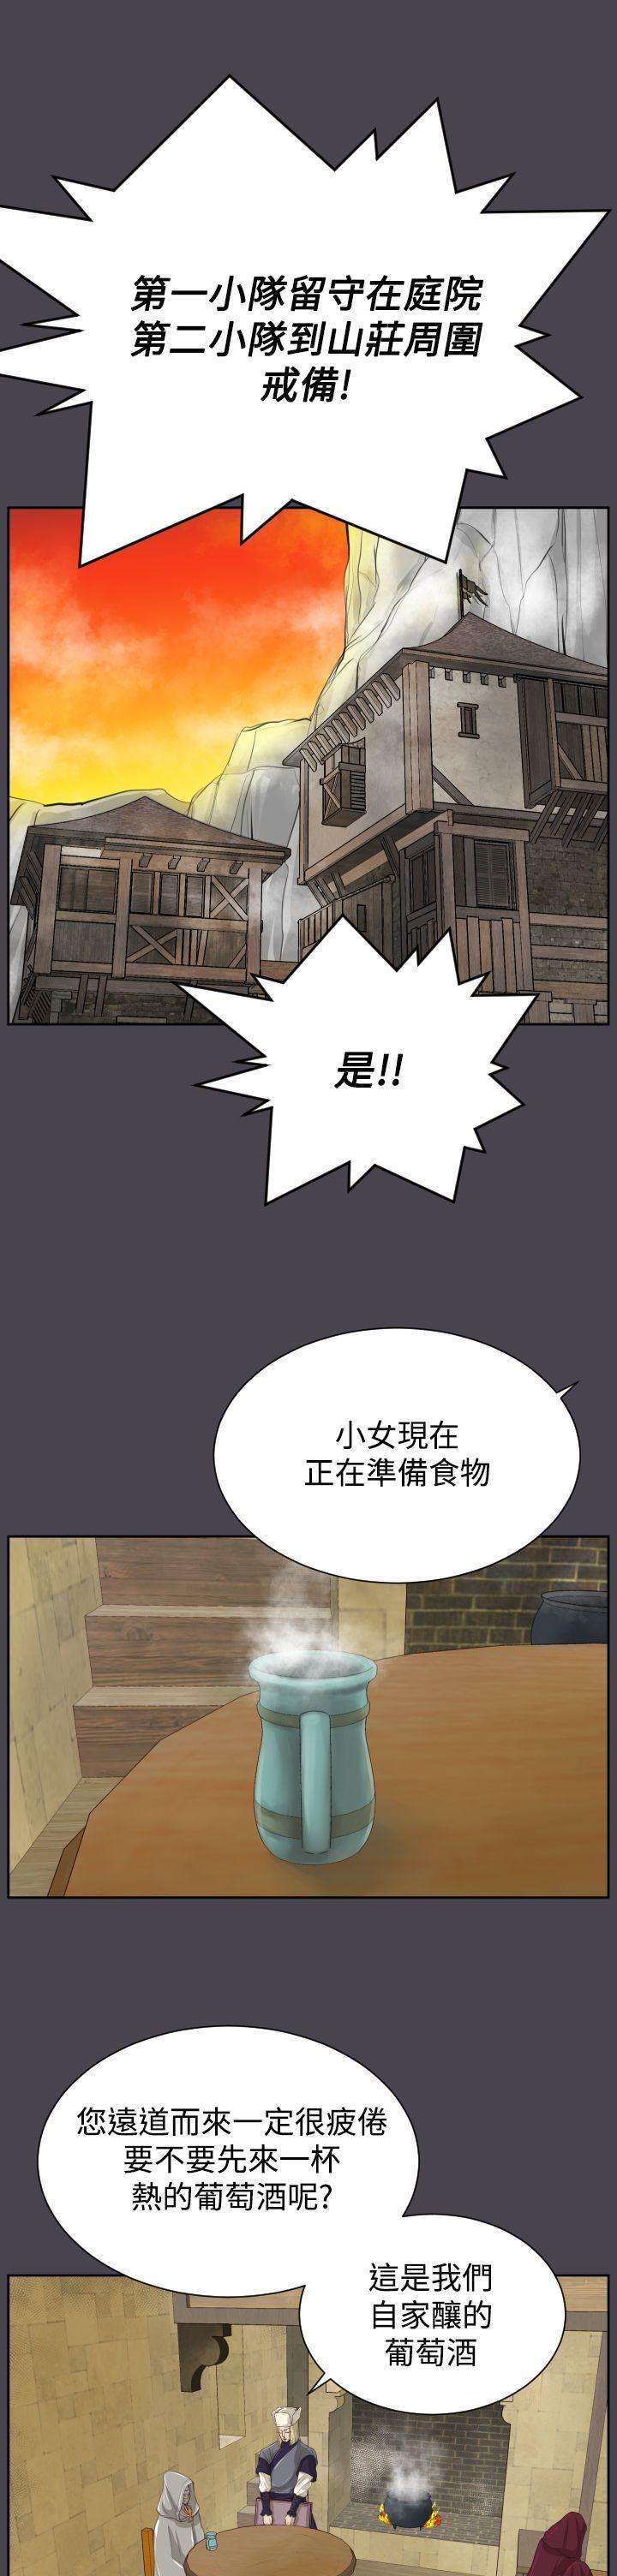 第一小隊留守在庭院
第二小隊到山莊周圍
戒備!
是!!
小女現在
正在準備食物
您遠道而來一定很疲倦
要不要先來一杯
熱的葡萄酒呢?
這是我們
自家釀的
葡萄酒